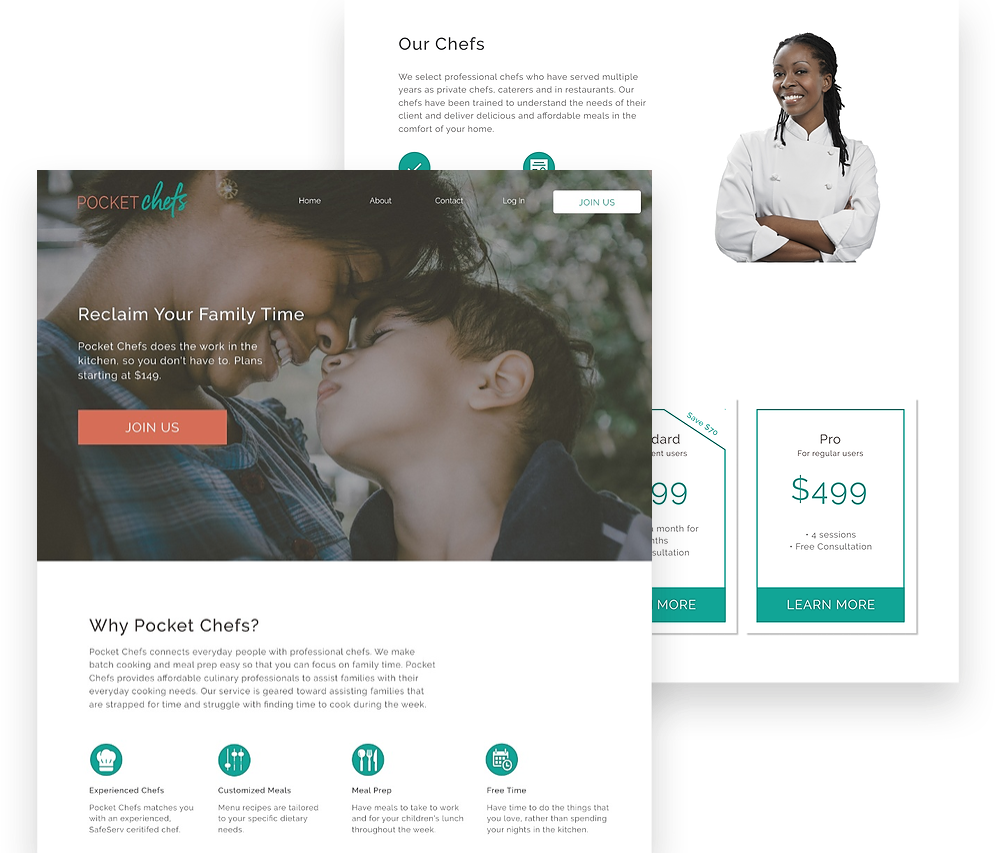 Our Chefs
We select professional chefs who have served multiple
years as private chefs, caterers and in restaurants. Our
chefs have been trained to understand the needs of their
client and deliver delicious and affordable meals in the
comfort of your home.
POCKET chefs
Home
About
Contact
Log In
JOIN US
Reclaim Your Family Time
Pocket Chefs does the work in the
kitchen, so you don't have to. Plans
starting at $149.
JOIN US
Save $70
dard
ent users
99
a month for
nths
sultation
MORE
Pro
For regular users
$499
• 4 sessions
• Free Consultation
LEARN MORE
Why Pocket Chefs?
Pocket Chefs connects everyday people with professional chefs. We make
batch cooking and meal prep easy so that you can focus on family time. Pocket
Chefs provides affordable culinary professionals to assist families with their
everyday cooking needs. Our service is geared toward assisting families that
are strapped for time and struggle with finding time to cook during the week.
Experienced Chefs
Pocket Chefs matches you
with an experienced,
SafeServ ceritifed chef.
Customized Meals
Menu recipes are tailored
to your specific dietary
needs.
Meal Prep
Have meals to take to work
and for your children's lunch
throughout the week.
Free Time
Have time to do the things that
you love, rather than spending
your nights in the kitchen.